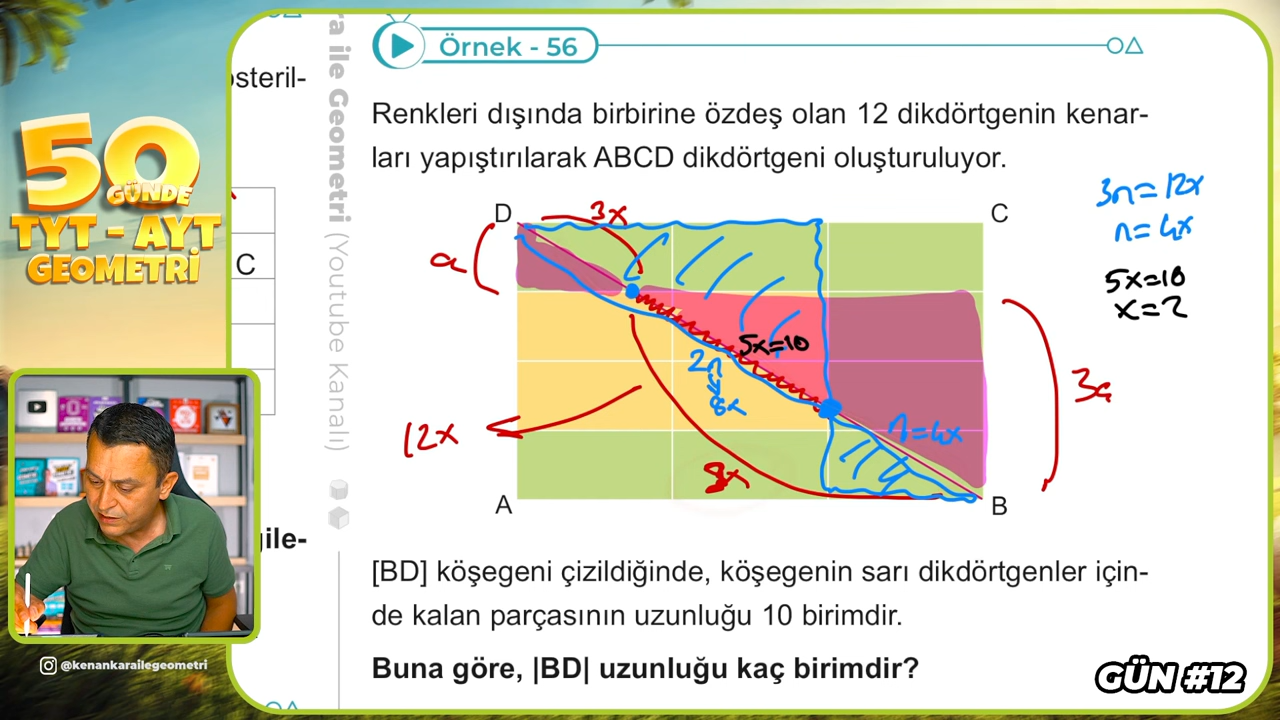 Örnek - 56
osteril-
Renkleri dışında birbirine özdeş olan 12 dikdörtgenin kenar-
ları yapıştırılarak ABCD dikdörtgeni oluşturuluyor.
ra ile Geometri (Youtube Kanalı)
50
GÜNDE
TYT - AYT
GEOMETRİ
C
3n=12x
n=4x
5x=10
x=2
D
3x
C
a
5x=10
2n
8x
3a
12x
n=4x
8x
A
B
gile-
[BD] köşegeni çizildiğinde, köşegenin sarı dikdörtgenler için-
de kalan parçasının uzunluğu 10 birimdir.
Buna göre, |BD| uzunluğu kaç birimdir?
@kenankarailegeometri
GÜN #12